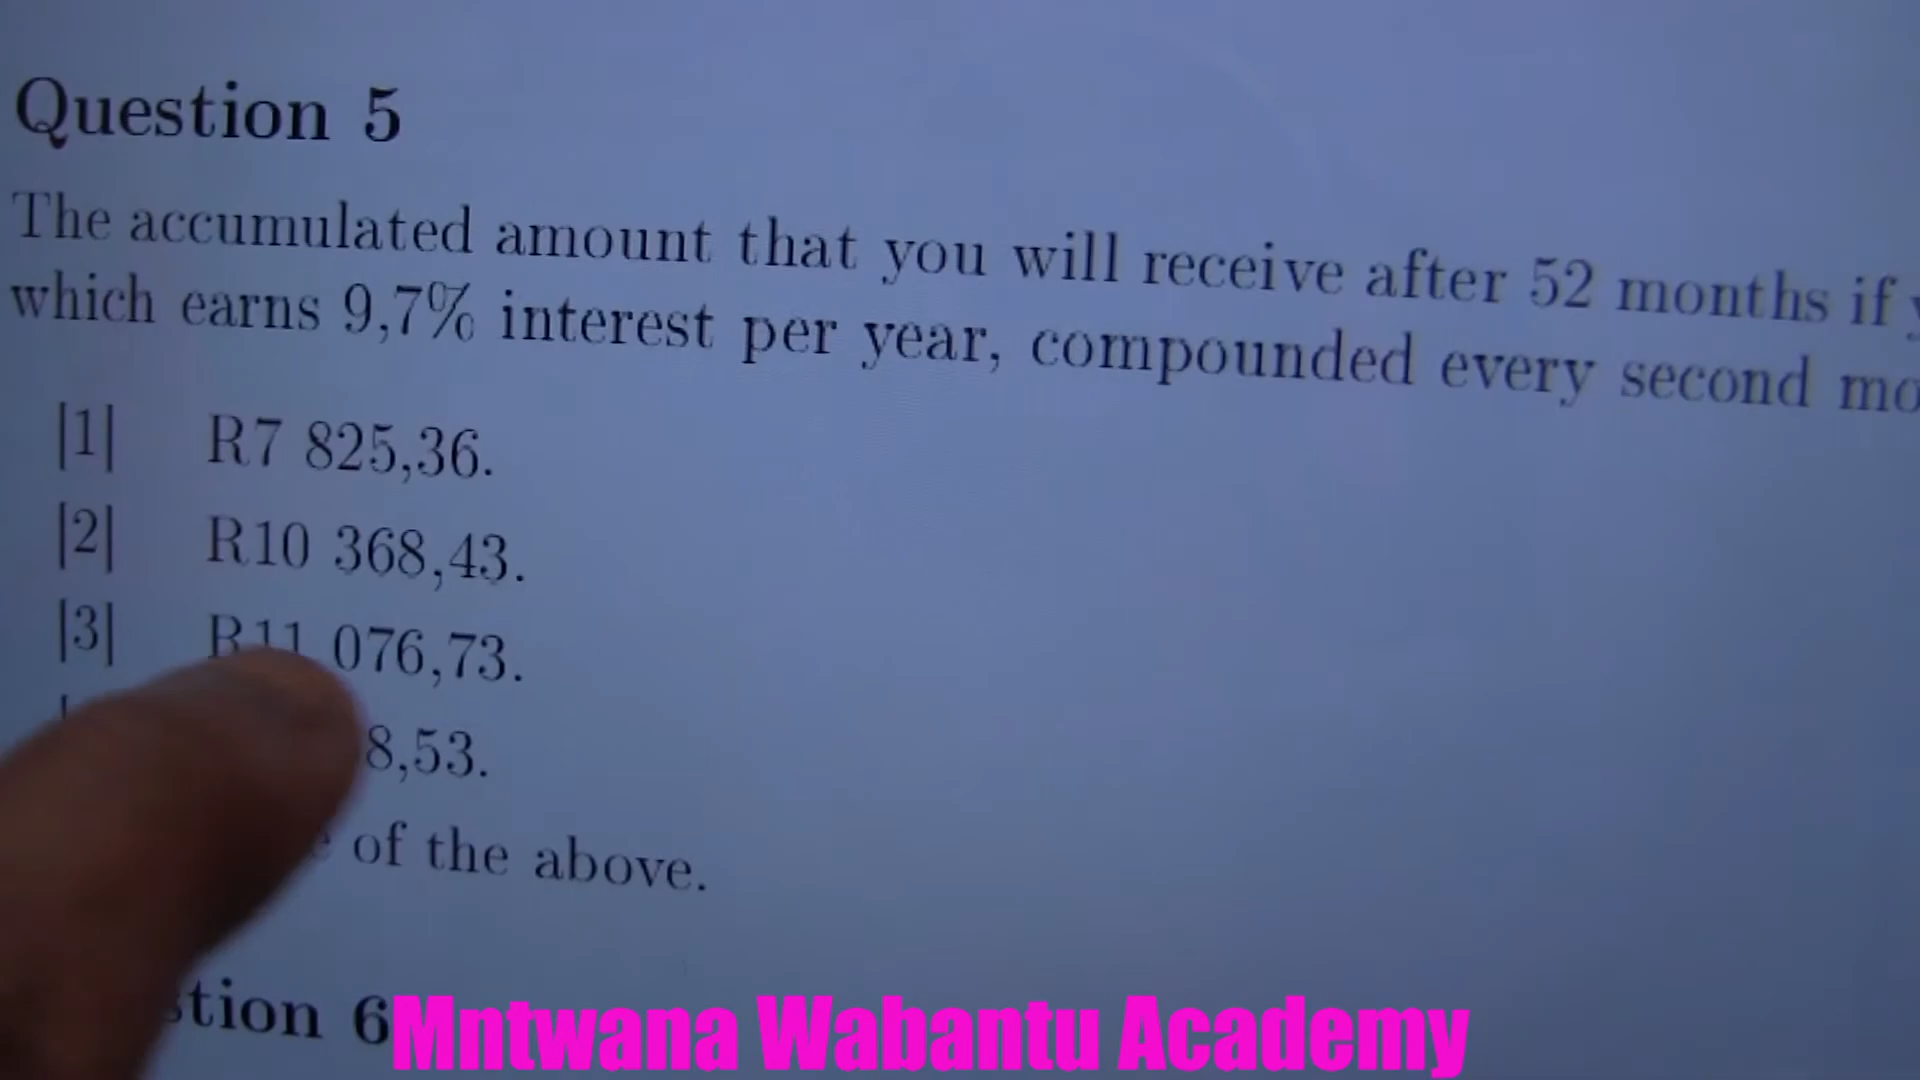 Question 5
The accumulated amount that you will receive after 52 months if
which earns 9,7% interest per year, compounded every second
|1| R7 825,36.
|2| R10 368,43.
|3| R11 076,73.
8,53.
of the above.
6
Mntwana Wabantu Academy